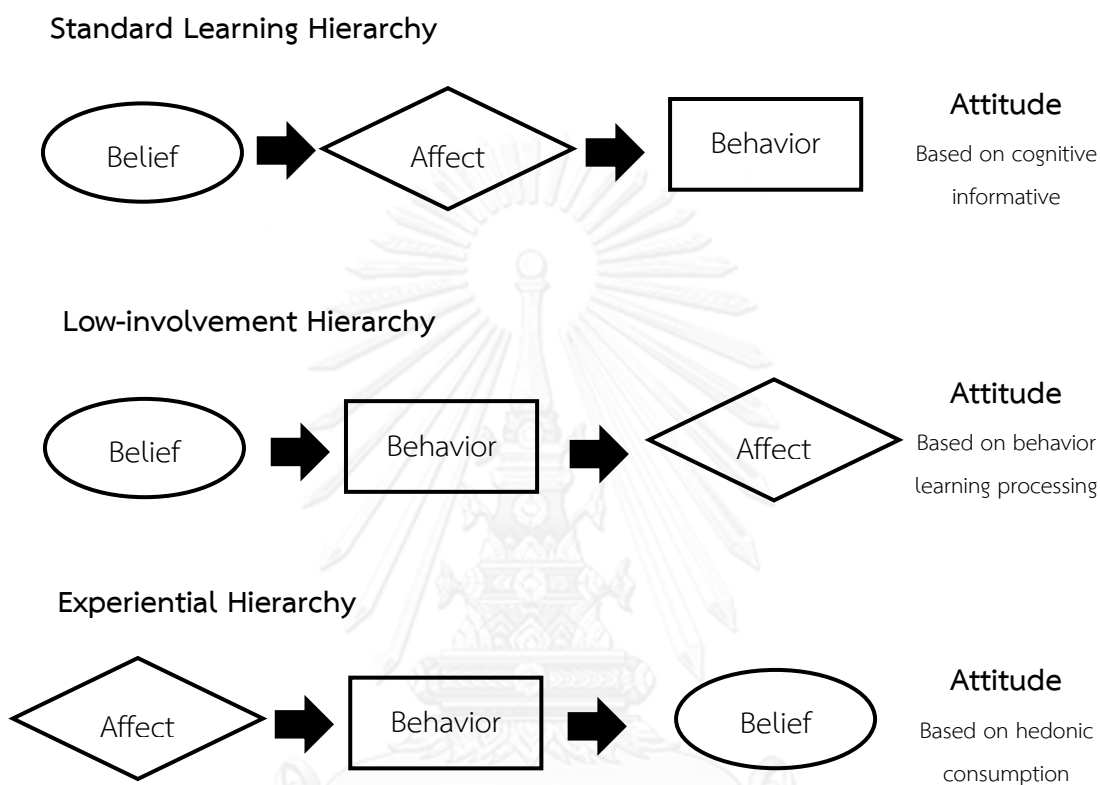 Standard Learning Hierarchy
Belief
Affect
Behavior
Attitude
Based on cognitive
informative
Low-involvement Hierarchy
Belief
Behavior
Affect
Attitude
Based on behavior
learning processing
Experiential Hierarchy
Affect
Behavior
Belief
Attitude
Based on hedonic
consumption